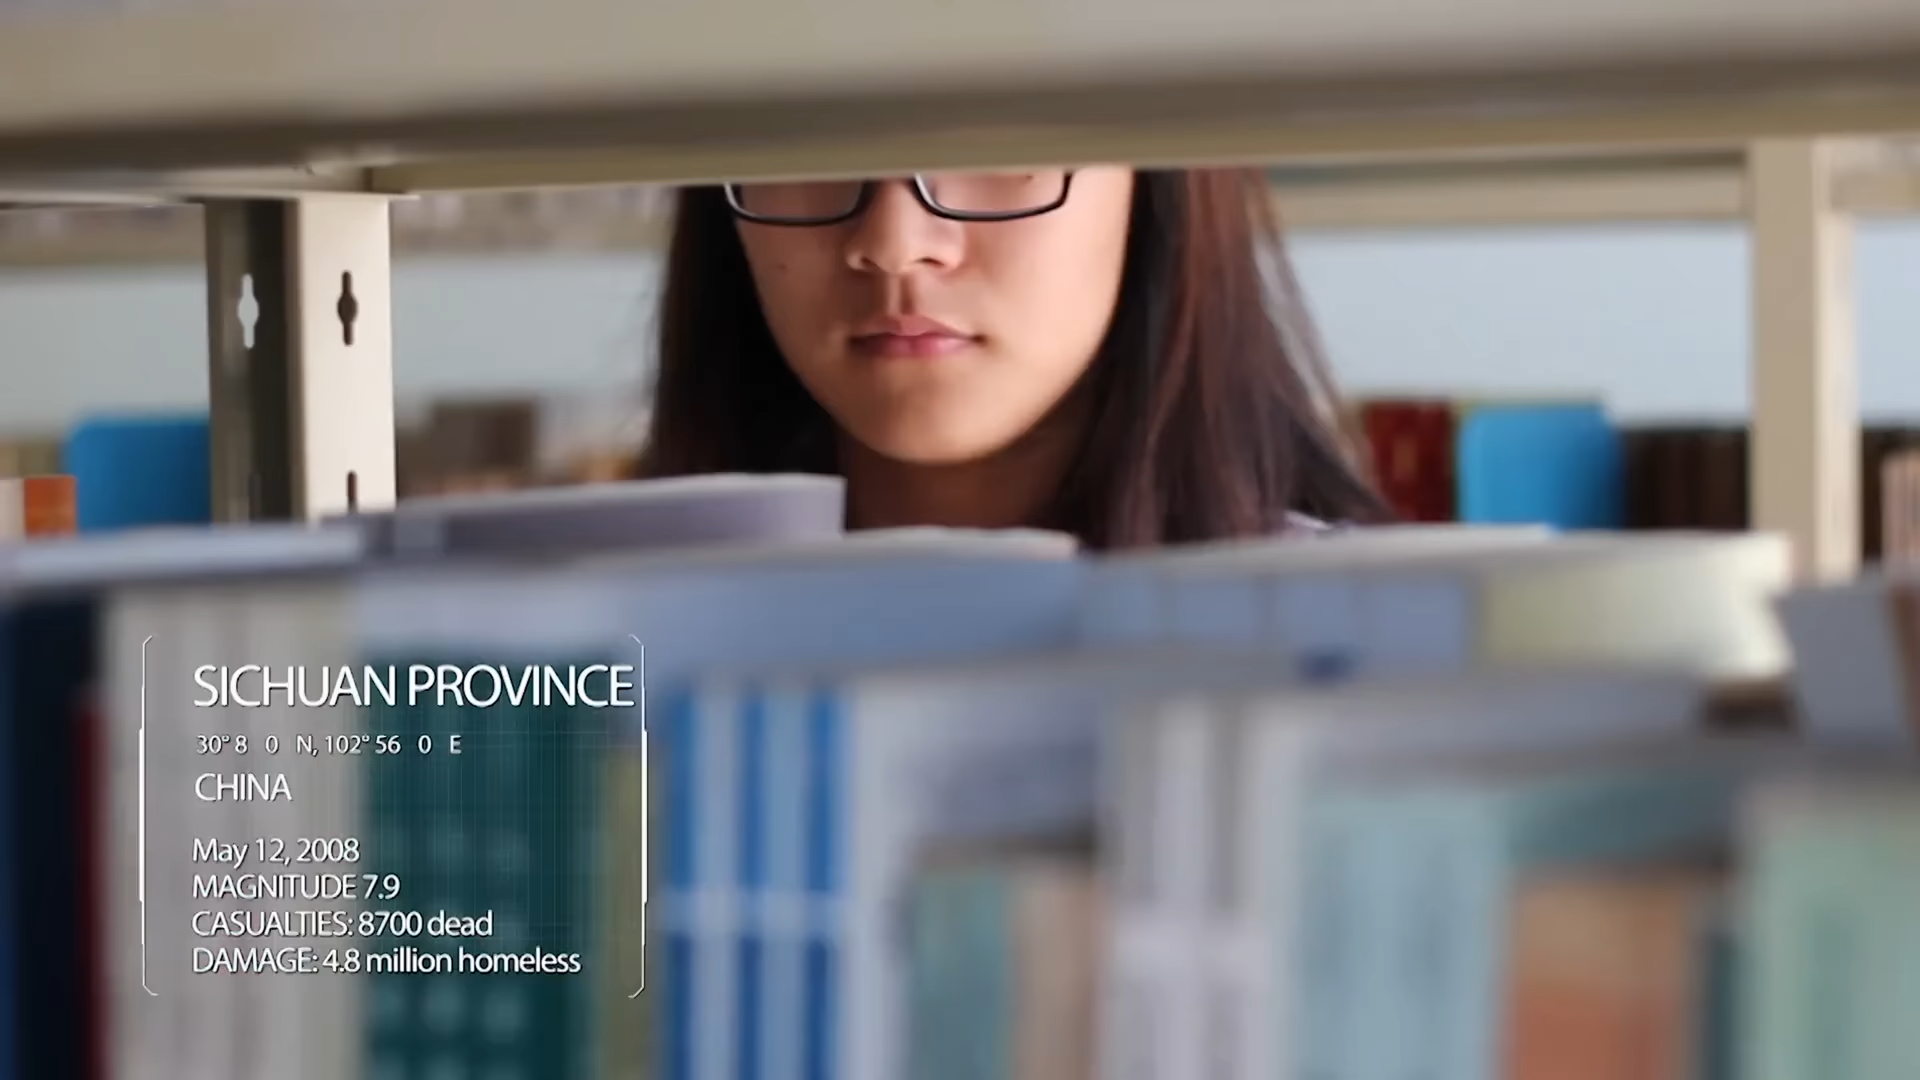 SICHUAN PROVINCE
30° 8 0 N, 102° 56 0 E
CHINA
May 12, 2008
MAGNITUDE 7.9
CASUALTIES: 8700 dead
DAMAGE: 4.8 million homeless